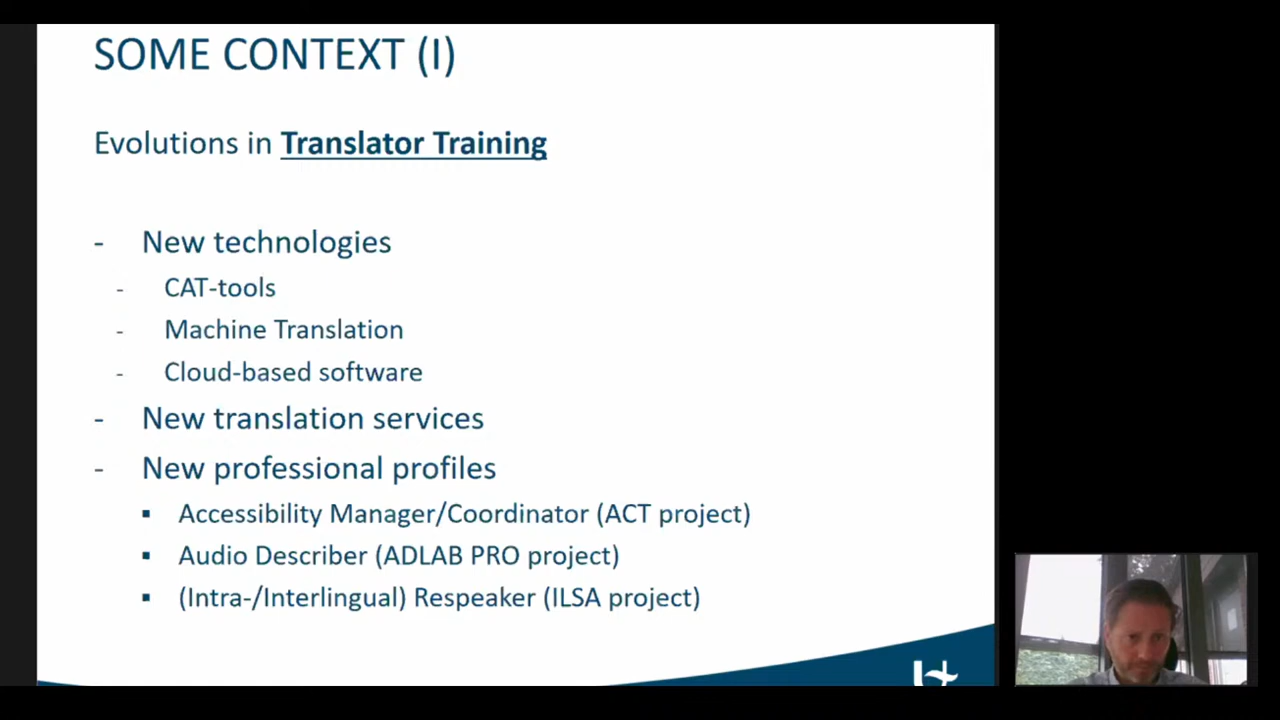 SOME CONTEXT (I)
Evolutions in Translator Training
- New technologies
- CAT-tools
- Machine Translation
- Cloud-based software
- New translation services
- New professional profiles
▪ Accessibility Manager/Coordinator (ACT project)
▪ Audio Describer (ADLAB PRO project)
▪ (Intra-/Interlingual) Respeaker (ILSA project)